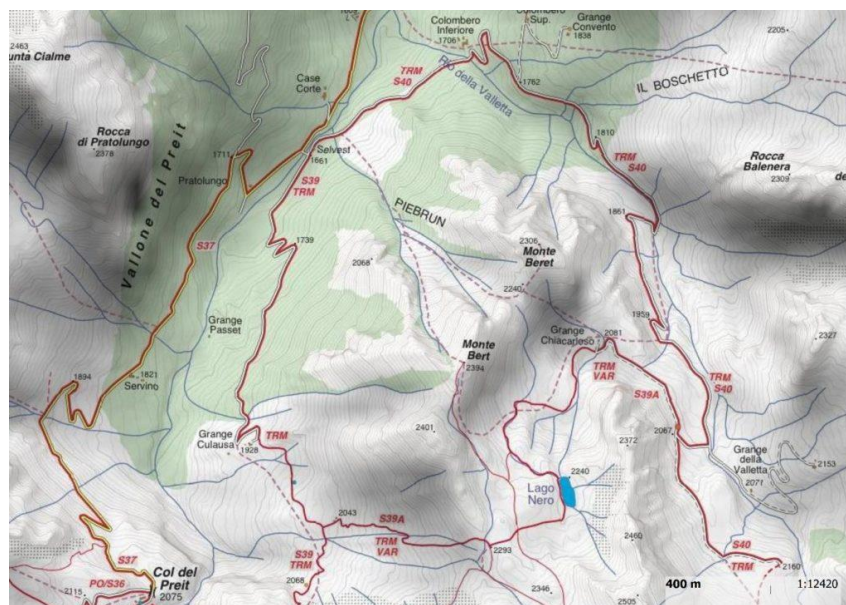 Colombero
Sup.
Grange
Convento
1838
Colombero
Inferiore
1706
2205
2463
unta Cialme
TRM
S40
Rio della Valletta
1762
IL BOSCHETTO
Case
Corte
Rocca
di Pratolungo
2378
1711
Selvest
1661
1810
TRM
S40
Rocca
Balenera
2309
de
Pratolungo
Vallone del Preit
S39
TRM
PIEBRUN
1861
S37
1739
2068
2306
Monte
Beret
2240
1959
Grange
Passet
Grange
Chiacarloso
2081
2327
Monte
Bert
2394
TRM
VAR
TRM
S40
1894
1821
Servino
S39A
Grange
Culausa
1928
TRM
2401
2372
2067
Grange
della
Valletta
2071
2153
2240
Lago
Nero
2043
S39A
TRM
VAR
2293
2460
S37
S39
TRM
2068
S40
TRM
2160
PO/S36
Col del
Preit
2075
2115
2346
2505
400 m
1:12420